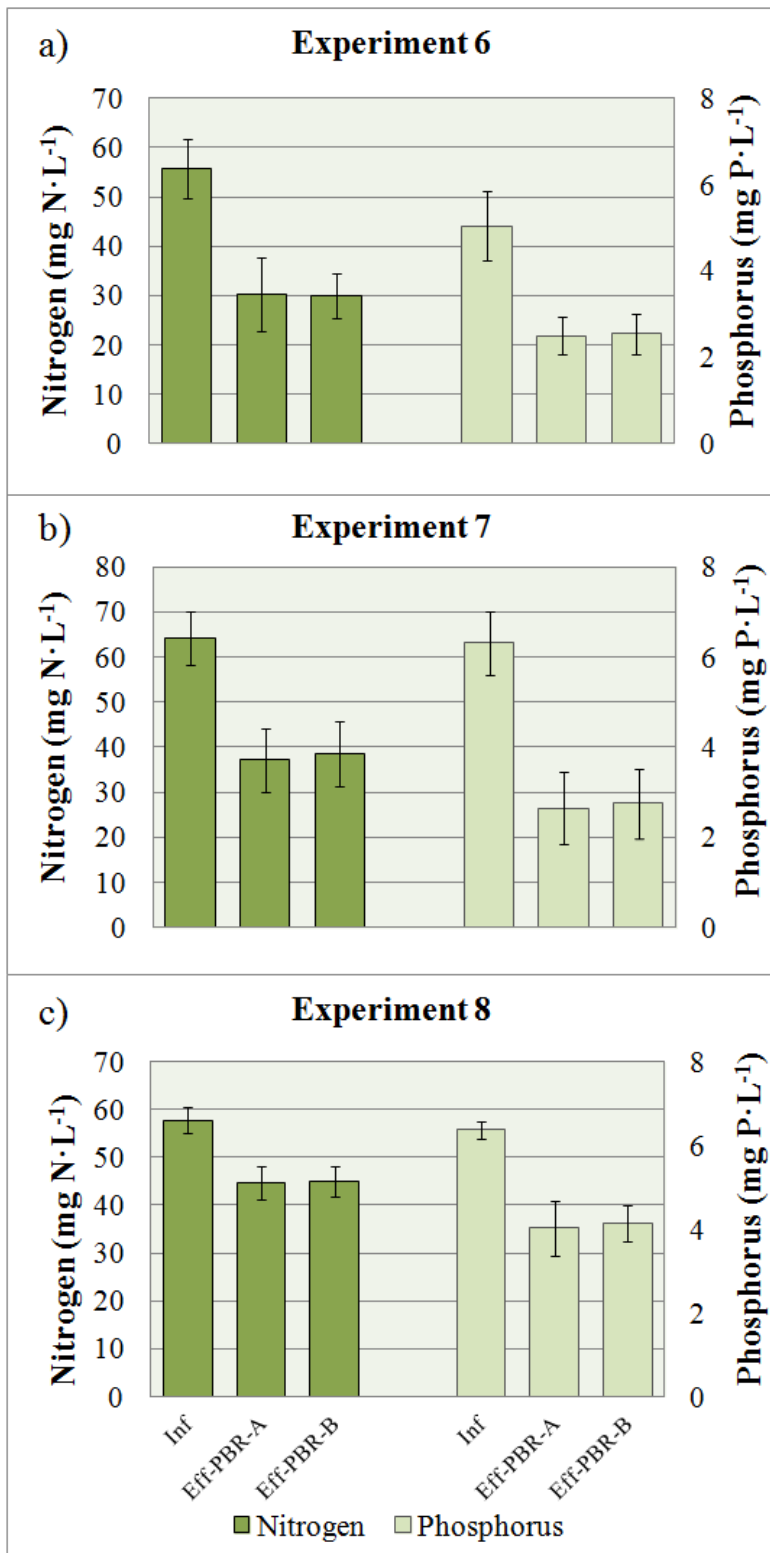 a) Experiment 6
Nitrogen (mg N·L⁻¹)
70
60
50
40
30
20
10
0
8
6
4
2
0
Phosphorus (mg P·L⁻¹)
b) Experiment 7
Nitrogen (mg N·L⁻¹)
80
70
60
50
40
30
20
10
0
8
6
4
2
0
Phosphorus (mg P·L⁻¹)
c) Experiment 8
Nitrogen (mg N·L⁻¹)
70
60
50
40
30
20
10
0
8
6
4
2
0
Phosphorus (mg P·L⁻¹)
Inf
Eff-PBR-A
Eff-PBR-B
Inf
Eff-PBR-A
Eff-PBR-B
Nitrogen Phosphorus